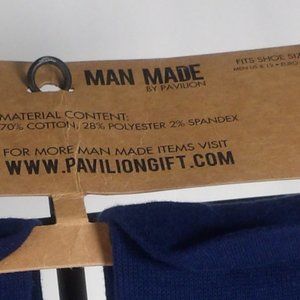 MAN MADE
BY PAVILION
FITS SHOE SIZ
MATERIAL CONTENT:
70% COTTON, 28% POLYESTER 2% SPANDEX
FOR MORE MAN MADE ITEMS VISIT
WWW.PAVILIONGIFT.COM